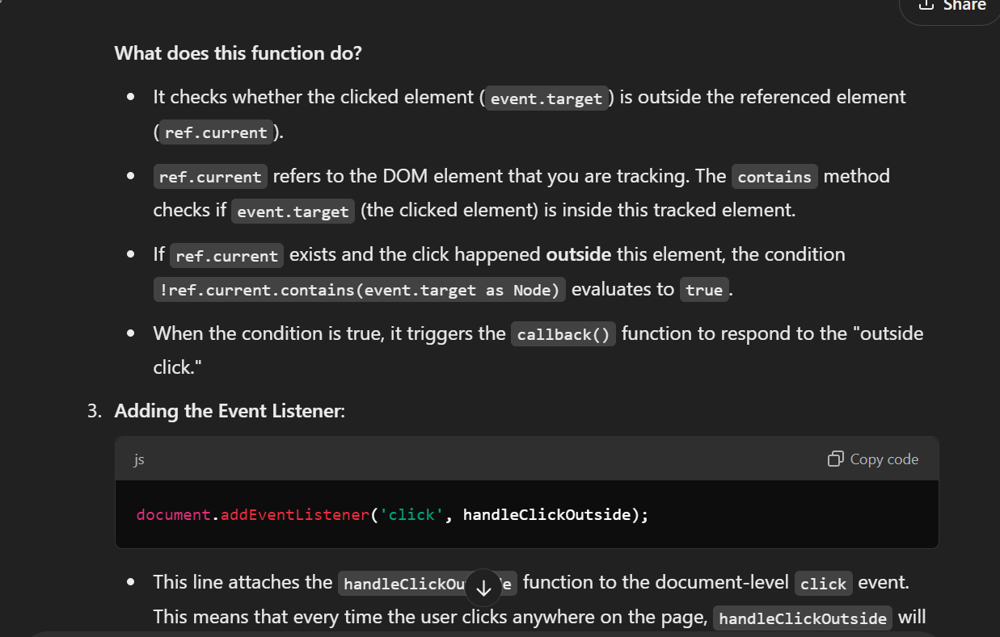 Share
What does this function do?
• It checks whether the clicked element (event.target) is outside the referenced element
(ref.current).
• ref.current refers to the DOM element that you are tracking. The contains method
checks if event.target (the clicked element) is inside this tracked element.
• If ref.current exists and the click happened outside this element, the condition
!ref.current.contains(event.target as Node) evaluates to true.
• When the condition is true, it triggers the callback() function to respond to the "outside
click."
3. Adding the Event Listener:
js Copy code
document.addEventListener('click', handleClickOutside);
• This line attaches the function to the document-level click event.
This means that every time the user clicks anywhere on the page, handleClickOutside will